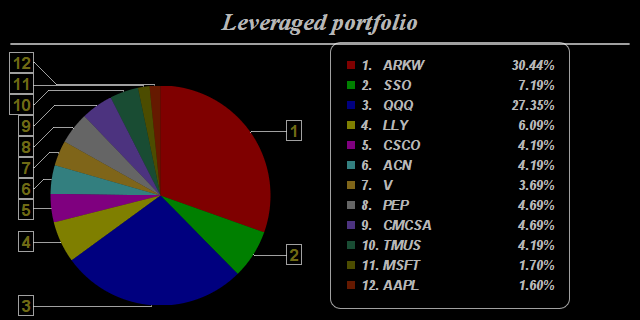 Leveraged portfolio
1. ARKW 30.44%
2. SSO 7.19%
3. QQQ 27.35%
4. LLY 6.09%
5. CSCO 4.19%
6. ACN 4.19%
7. V 3.69%
8. PEP 4.69%
9. CMCSA 4.69%
10. TMUS 4.19%
11. MSFT 1.70%
12. AAPL 1.60%
12
11
10
9
8
7
6
5
4
3
1
2